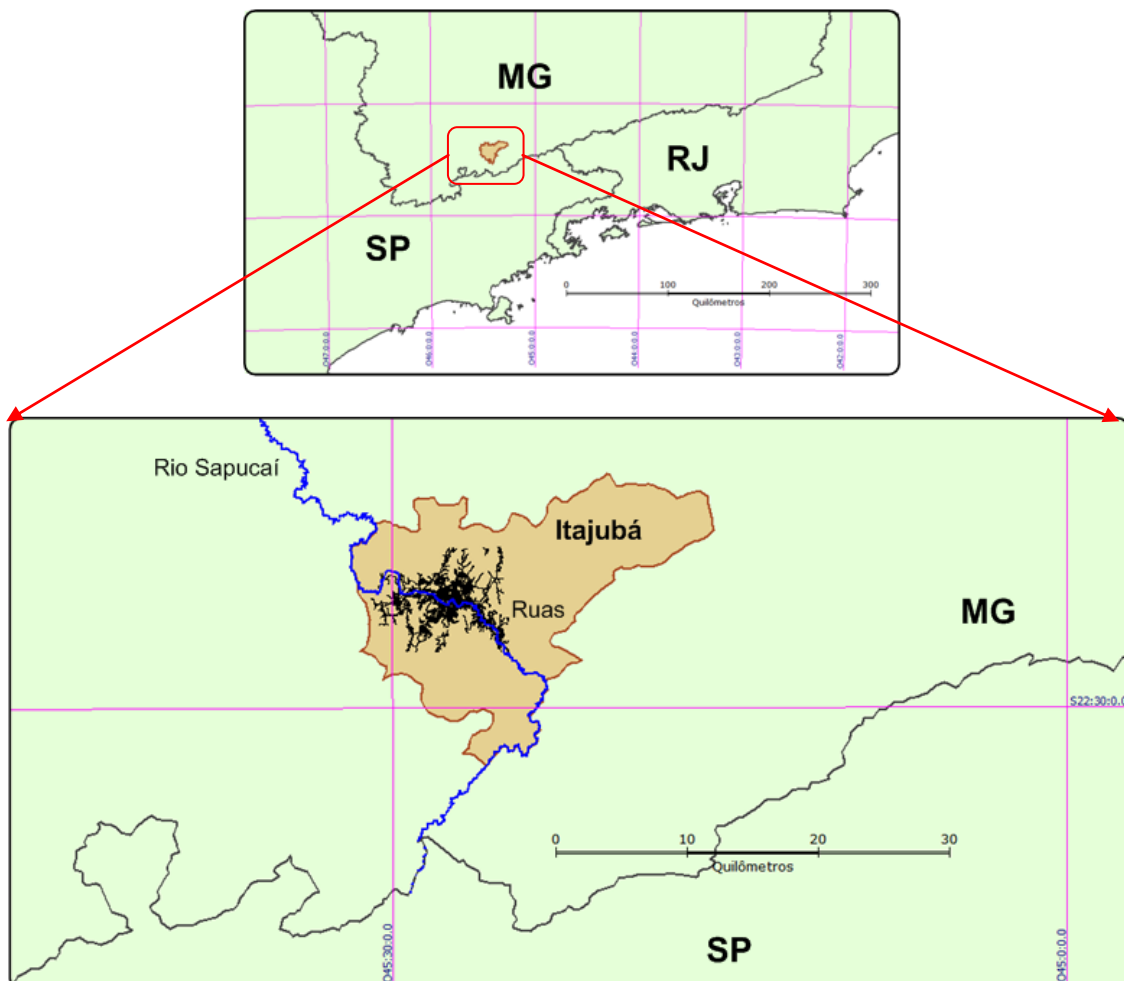 MG
RJ
SP
0 100 200 300
Quilômetros
O47:0:0.0
O46:0:0.0
O45:0:0.0
O44:0:0.0
O43:0:0.0
O42:0:0.0
Rio Sapucaí
Itajubá
Ruas
MG
S22:30:0.0
0 10 20 30
Quilômetros
O45:30:0.0
O45:0:0.0
SP